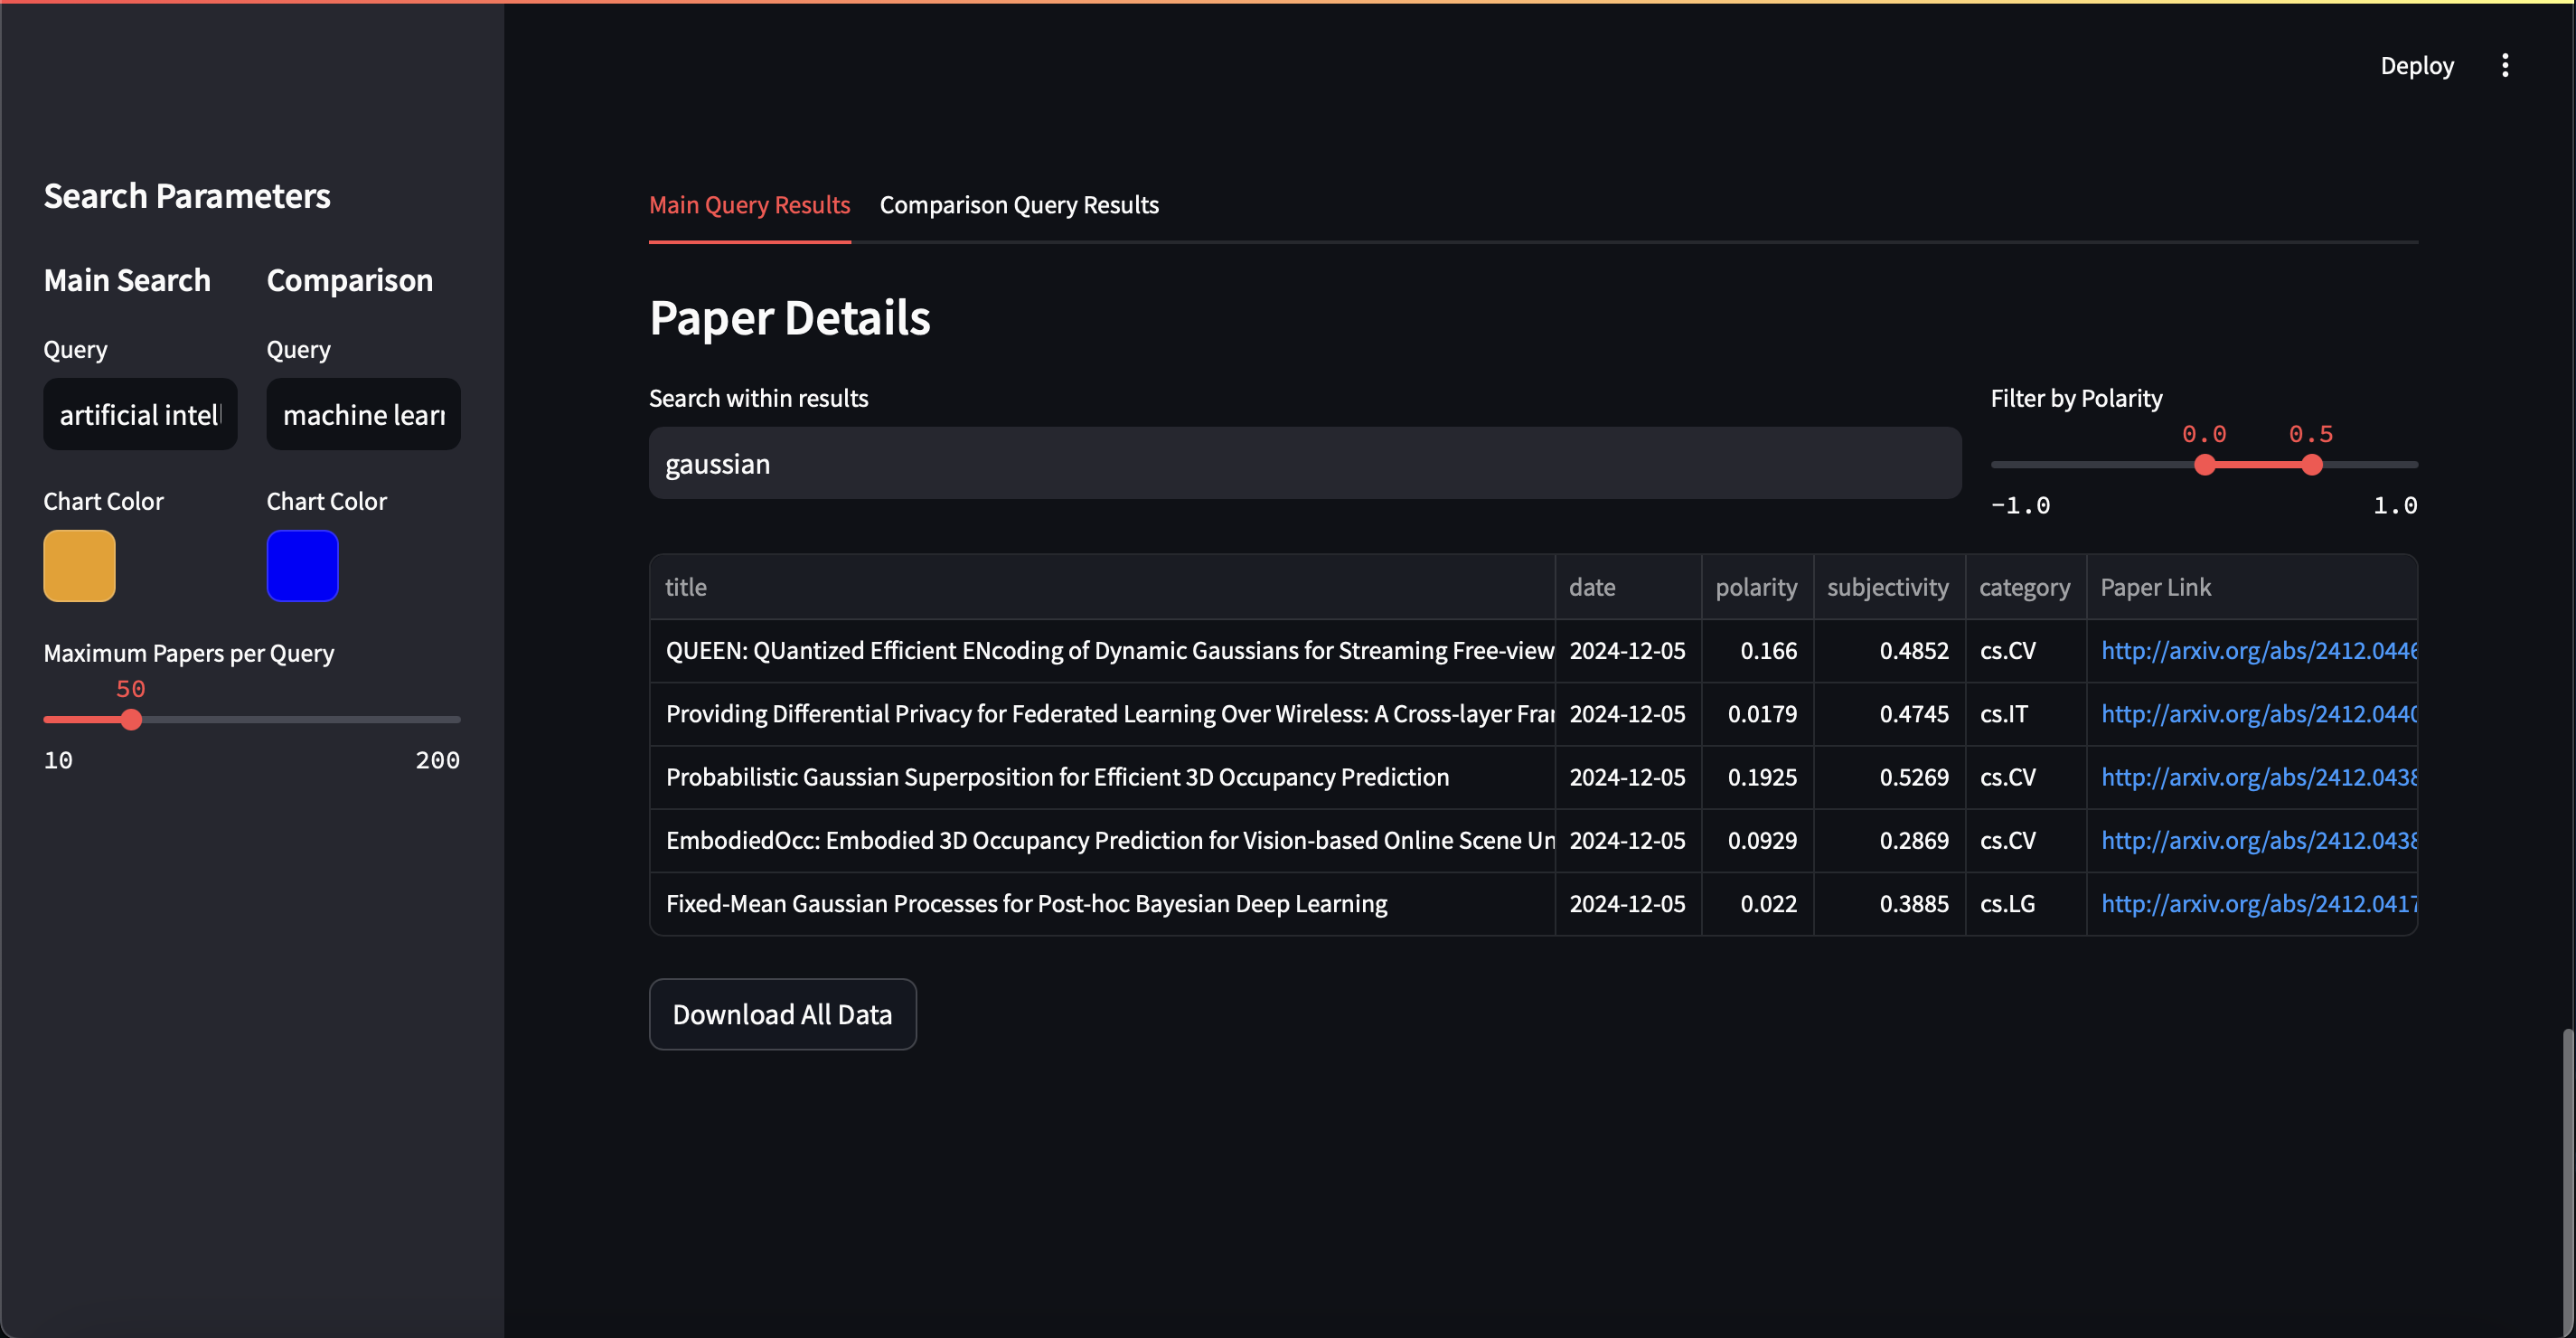 Deploy
Search Parameters
Main Search
Comparison
Query
Query
artificial intel
machine lear
Chart Color
Chart Color
Maximum Papers per Query
50
10
200
Main Query Results
Comparison Query Results
Paper Details
Search within results
gaussian
Filter by Polarity
0.0 0.5
-1.0 1.0
title date polarity subjectivity category Paper Link
QUEEN: QUantized Efficient ENcoding of Dynamic Gaussians for Streaming Free-view 2024-12-05 0.166 0.4852 cs.CV http://arxiv.org/abs/2412.0446
Providing Differential Privacy for Federated Learning Over Wireless: A Cross-layer Fra 2024-12-05 0.0179 0.4745 cs.IT http://arxiv.org/abs/2412.0440
Probabilistic Gaussian Superposition for Efficient 3D Occupancy Prediction 2024-12-05 0.1925 0.5269 cs.CV http://arxiv.org/abs/2412.0438
EmbodiedOcc: Embodied 3D Occupancy Prediction for Vision-based Online Scene Un 2024-12-05 0.0929 0.2869 cs.CV http://arxiv.org/abs/2412.0438
Fixed-Mean Gaussian Processes for Post-hoc Bayesian Deep Learning 2024-12-05 0.022 0.3885 cs.LG http://arxiv.org/abs/2412.0417
Download All Data